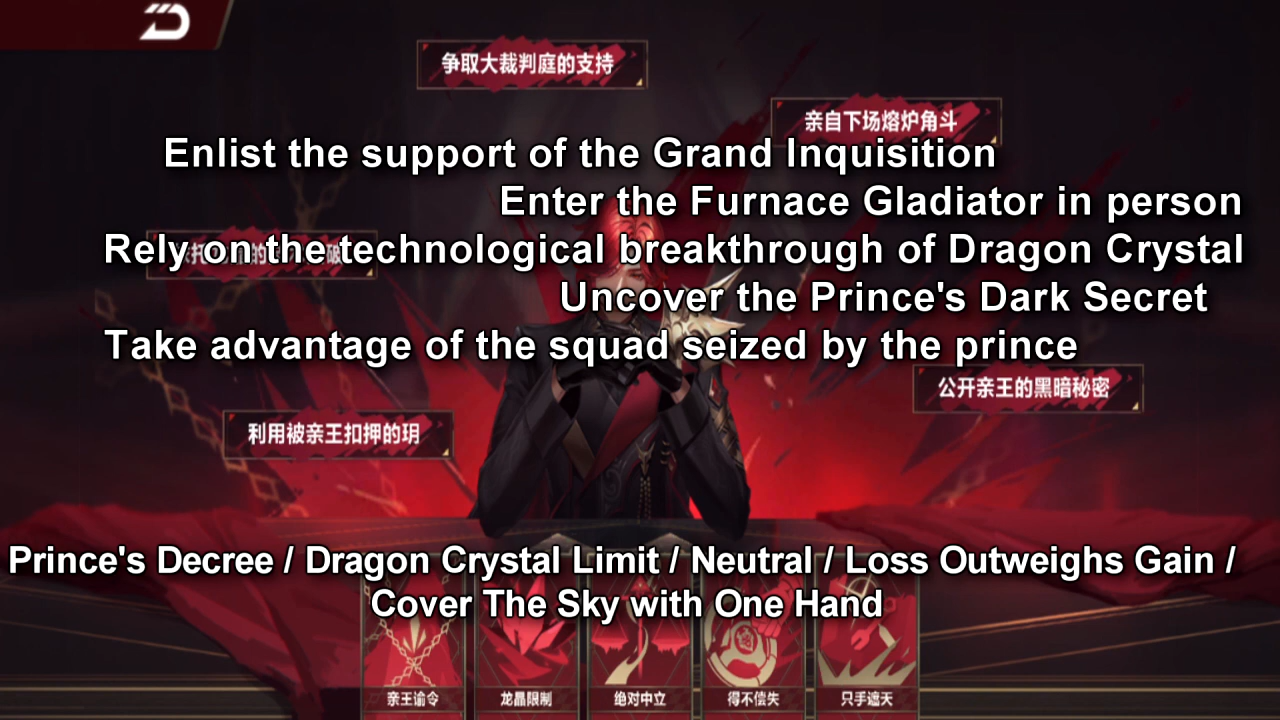 争取大裁判庭的支持
亲自下场熔炉角斗
Enlist the support of the Grand Inquisition
Enter the Furnace Gladiator in person
Rely on the technological breakthrough of Dragon Crystal
Uncover the Prince's Dark Secret
Take advantage of the squad seized by the prince
公开亲王的黑暗秘密
利用被亲王扣押的玥
Prince's Decree / Dragon Crystal Limit / Neutral / Loss Outweighs Gain /
Cover The Sky with One Hand
亲王谕令 龙晶限制 绝对中立 得不偿失 只手遮天